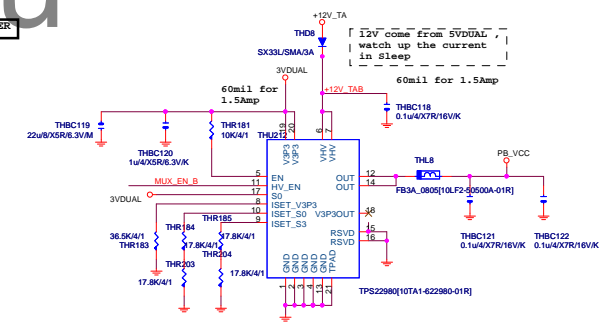 ER
+12V_TA
THD8
SX33L/SMA/3A
12V come from 5VDUAL ,
watch up the current
in Sleep
3VDUAL
60mil for
1.5Amp
+12V_TAB
60mil for 1.5Amp
THBC118
0.1u/4/X7R/16V/K
THBC119
22u/8/X5R/6.3V/M
THBC120
1u/4/X5R/6.3V/K
THR181
10K/4/1
THU212
19
20
6
7
V3P3
V3P3
VHV
VHV
MUX_EN_B
3VDUAL
5
11
17
8
10
9
EN
HV_EN
S0
ISET_V3P3
ISET_S0
ISET_S3
OUT
OUT
V3P3OUT
RSVD
RSVD
12
14
18
15
16
THL8
FB3A_0805[10LF2-50500A-01R]
PB_VCC
THBC121
0.1u/4/X7R/16V/K
THBC122
0.1u/4/X7R/16V/K
36.5K/4/1
THR183
THR184
17.8K/4/1
THR185
17.8K/4/1
THR203
17.8K/4/1
THR204
17.8K/4/1
GND
GND
GND
GND
GND
TPAD
1
2
3
4
13
21
TPS22980[10TA1-622980-01R]